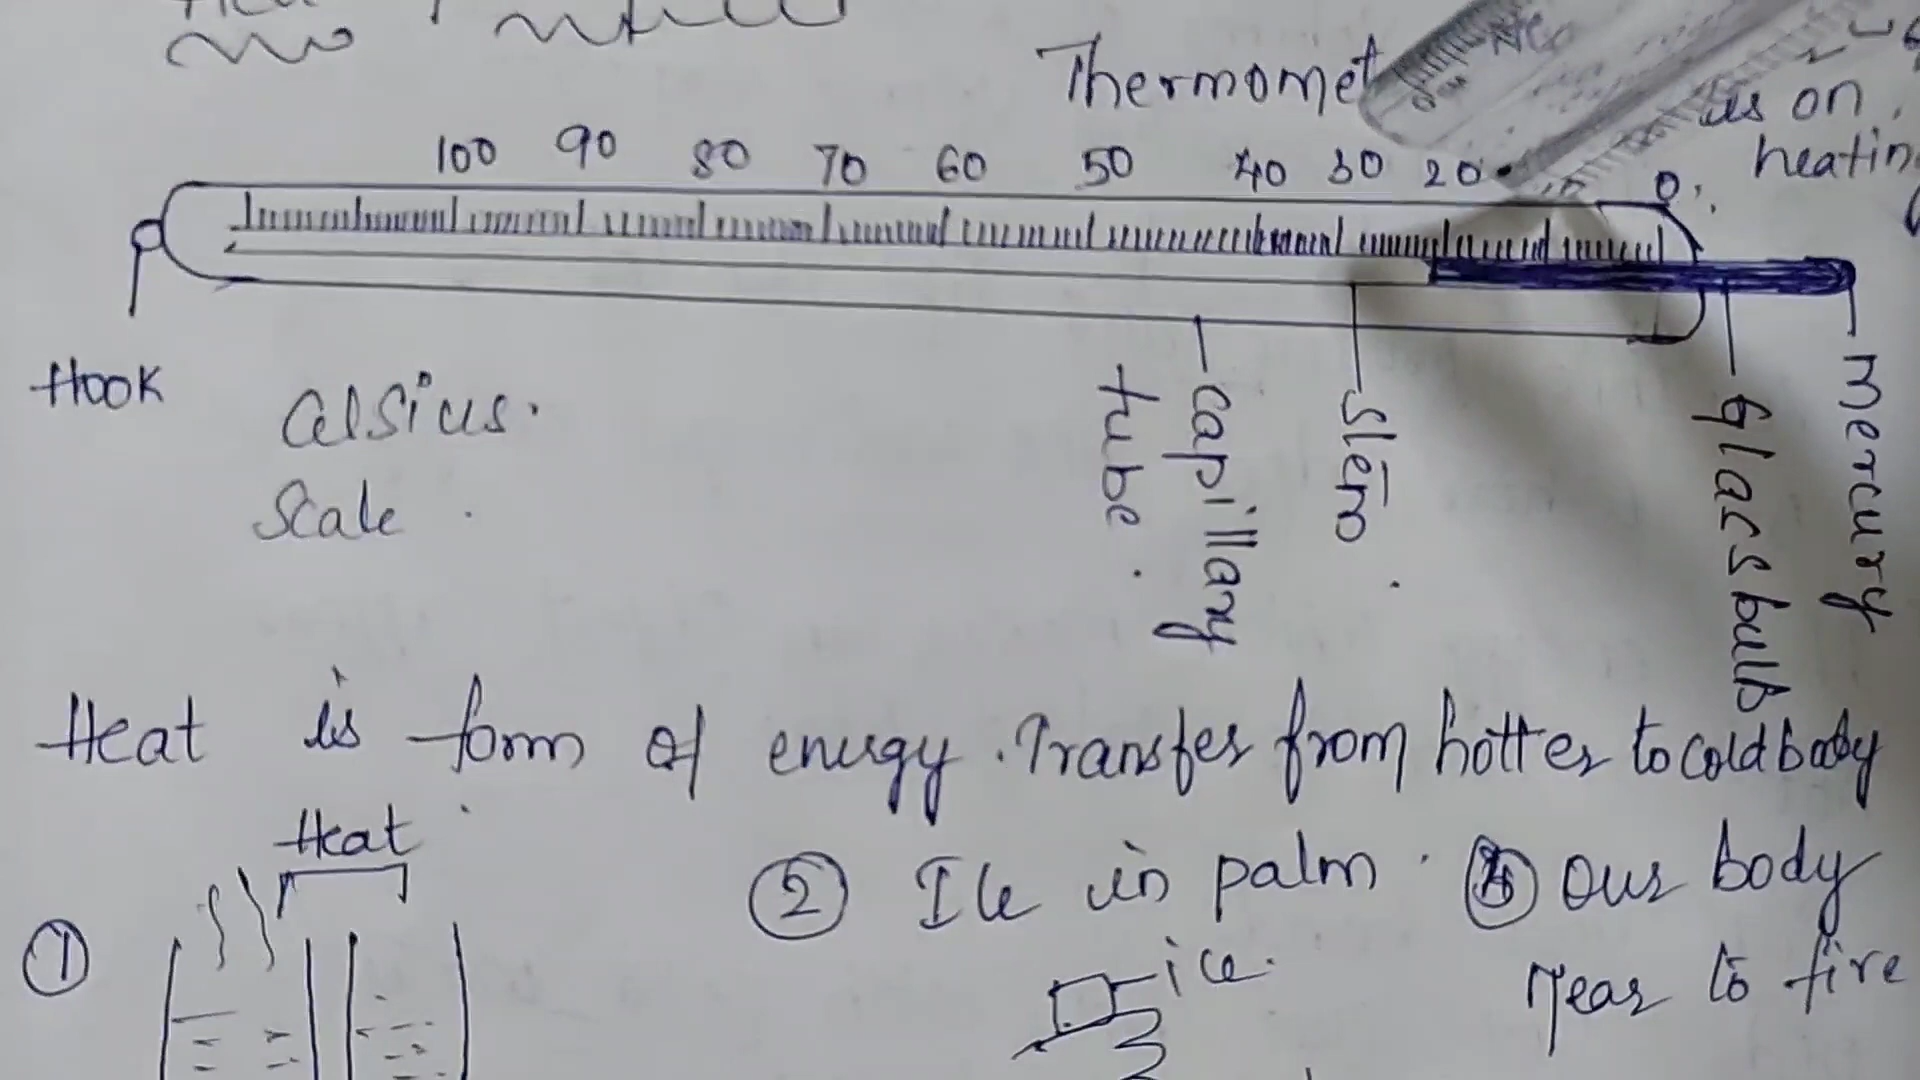 Thermomet
is on
heatin
100 90 80 70 60 50 40 30 20 0
Hook
Celsius.
Scale
Capillary
tube.
Stem
Glass bulb
Mercury
Heat is form of energy. Transfer from hotter to cold body
Heat
① ② Ice in palm. Our body
near to fire
ice.